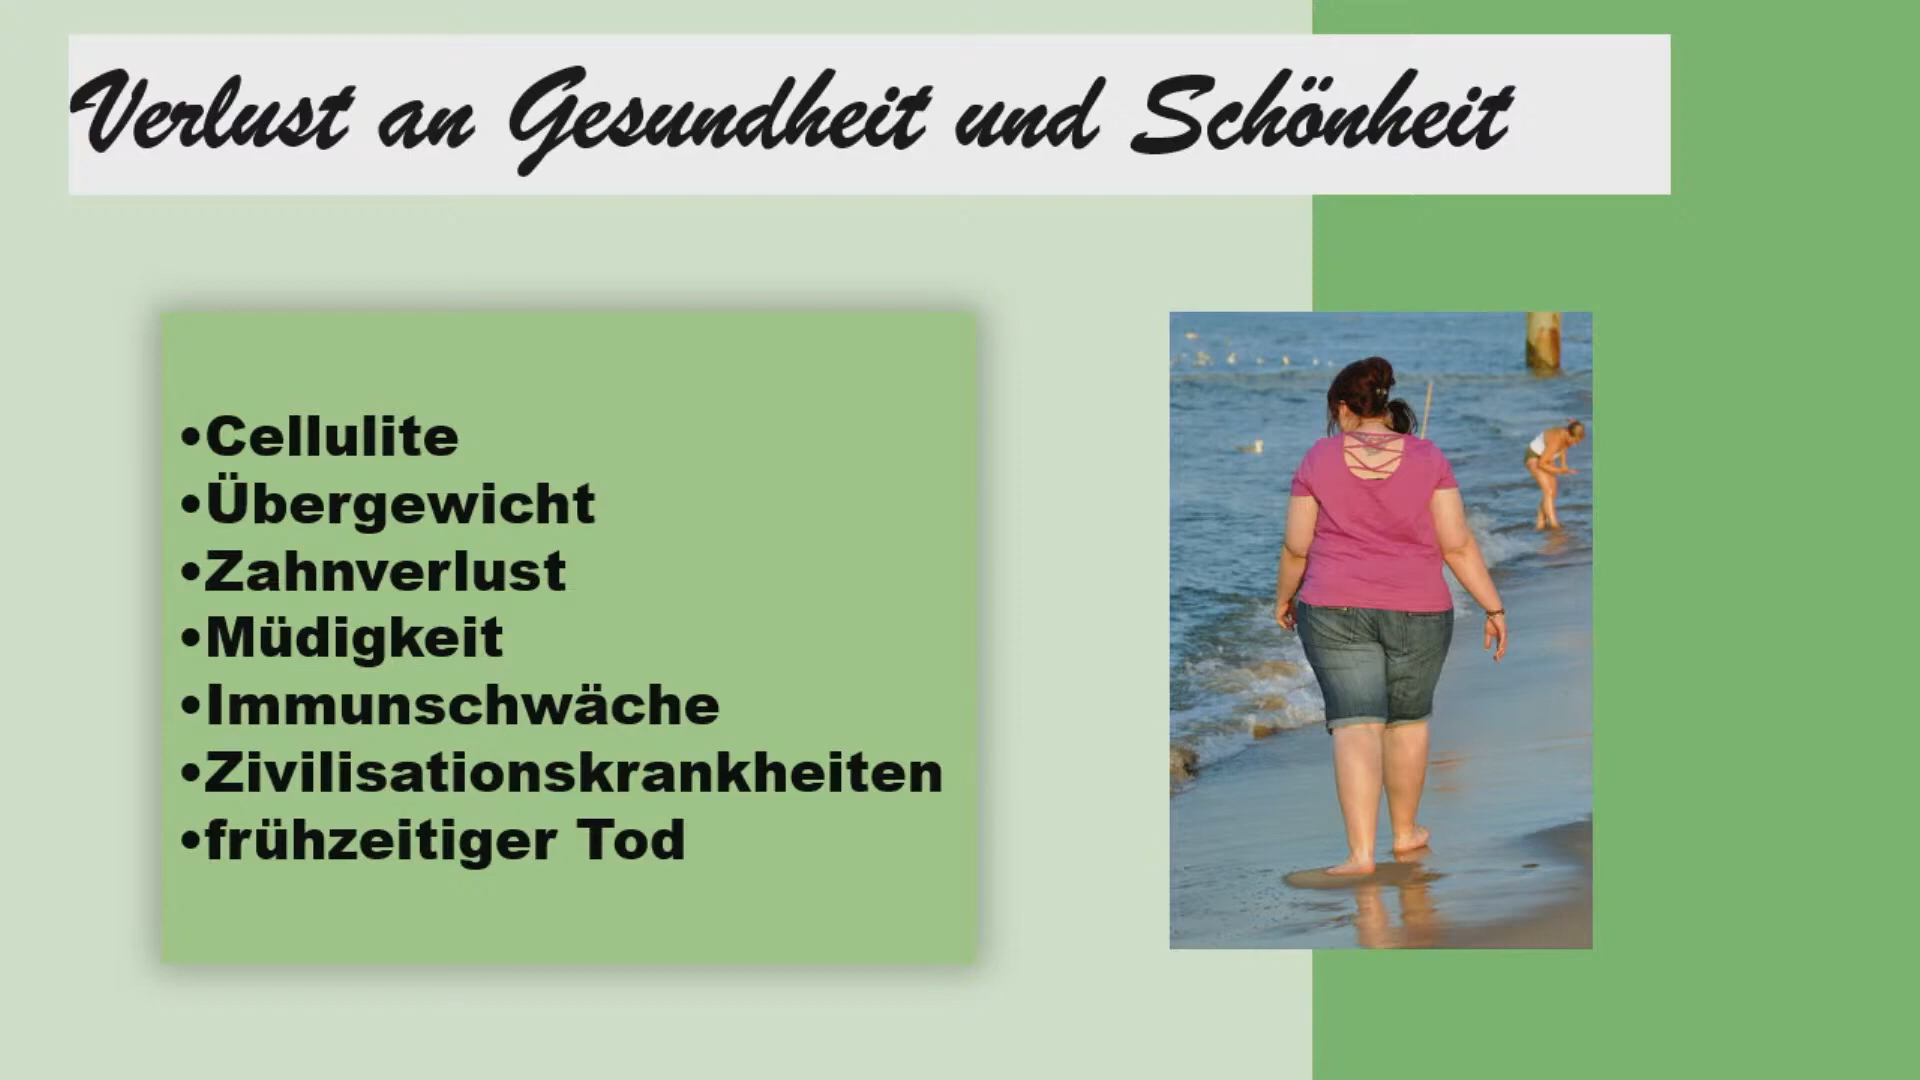 Verlust an Gesundheit und Schönheit
•Cellulite
•Übergewicht
•Zahnverlust
•Müdigkeit
•Immunschwäche
•Zivilisationskrankheiten
•frühzeitiger Tod